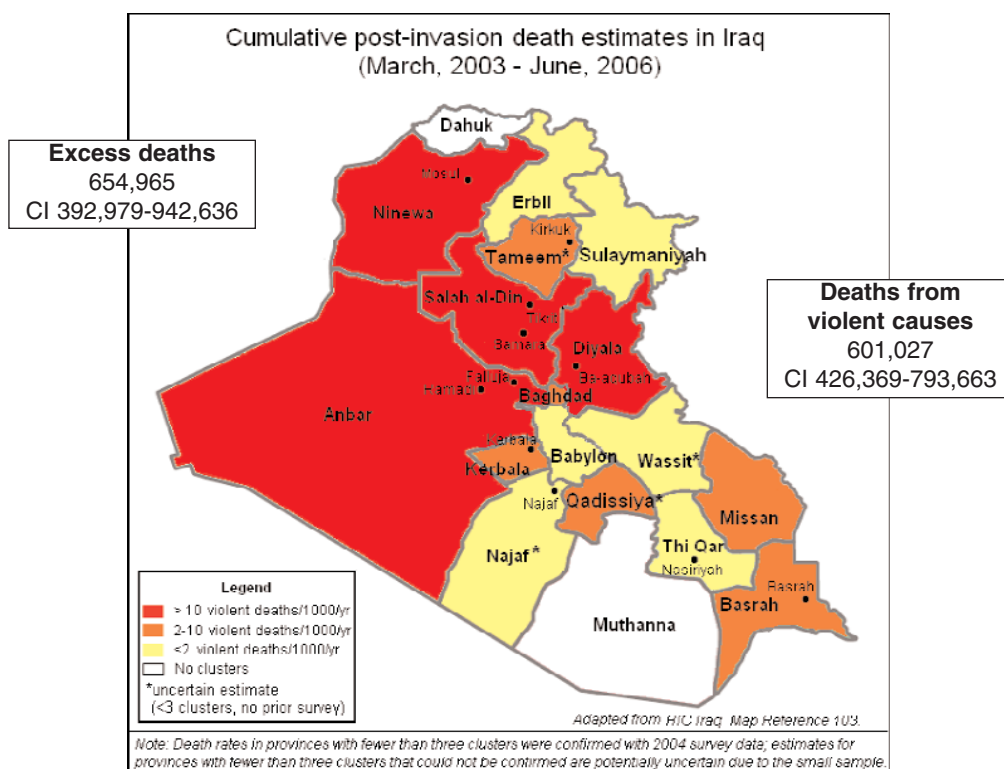 Cumulative post-invasion death estimates in Iraq
(March, 2003 - June, 2006)
Excess deaths
654,965
CI 392,979-942,636
Dahuk
Mosul
Ninewa
Erbil
Kirkuk
Tameem*
Sulaymaniyah
Salah al-Din
Tikrit
Samara
Diyala
Deaths from
violent causes
601,027
CI 426,369-793,663
Falluja
Baghdad
Anbar
Kerbala
Kerbala
Babylon
Wassit*
Najaf
Qadissiya*
Missan
Najaf*
Thi Qar
Nasiriyah
Basrah
Basrah
Muthanna
Legend
> 10 violent deaths/1000/yr
2-10 violent deaths/1000/yr
<2 violent deaths/1000/yr
No clusters
*uncertain estimate
(<3 clusters, no prior survey)
Adapted from HIC Iraq Map Reference 103.
Note: Death rates in provinces with fewer than three clusters were confirmed with 2004 survey data; estimates for
provinces with fewer than three clusters that could not be confirmed are potentially uncertain due to the small sample.